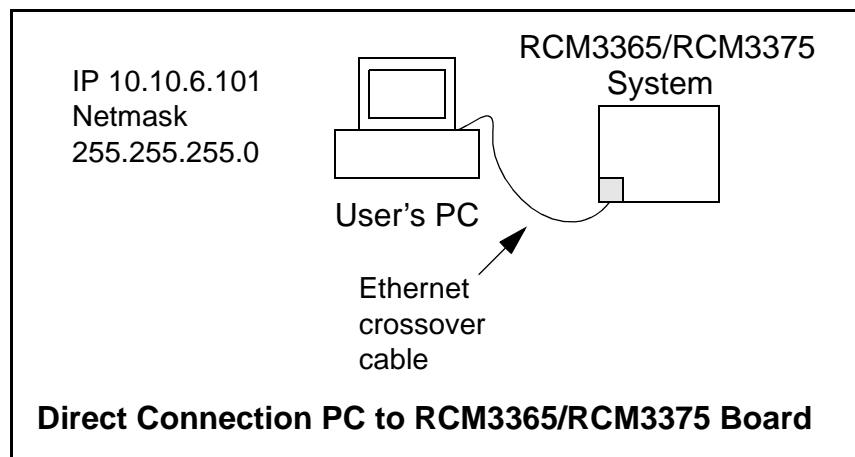 IP 10.10.6.101
Netmask
255.255.255.0
RCM3365/RCM3375
System
User's PC
Ethernet
crossover
cable
Direct Connection PC to RCM3365/RCM3375 Board